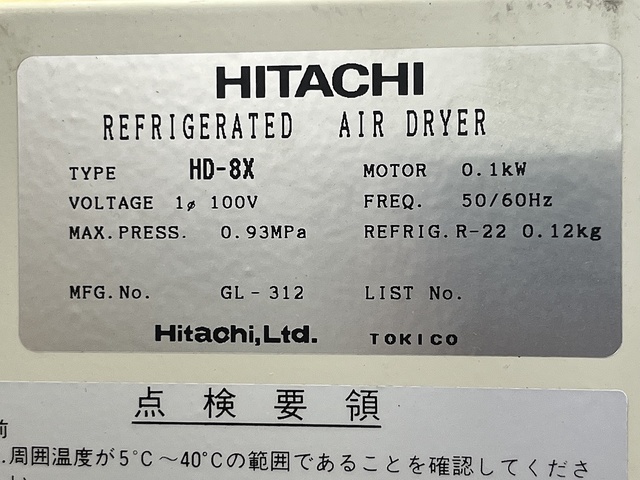 HITACHI
REFRIGERATED AIR DRYER
TYPE HD-8X MOTOR 0.1kW
VOLTAGE 1ø 100V FREQ. 50/60Hz
MAX.PRESS. 0.93MPa REFRIG.R-22 0.12kg
MFG.No. GL-312 LIST No.
Hitachi,Ltd. TOKICO
点検要領
前
.周囲温度が5°C～40°Cの範囲であることを確認してくださ